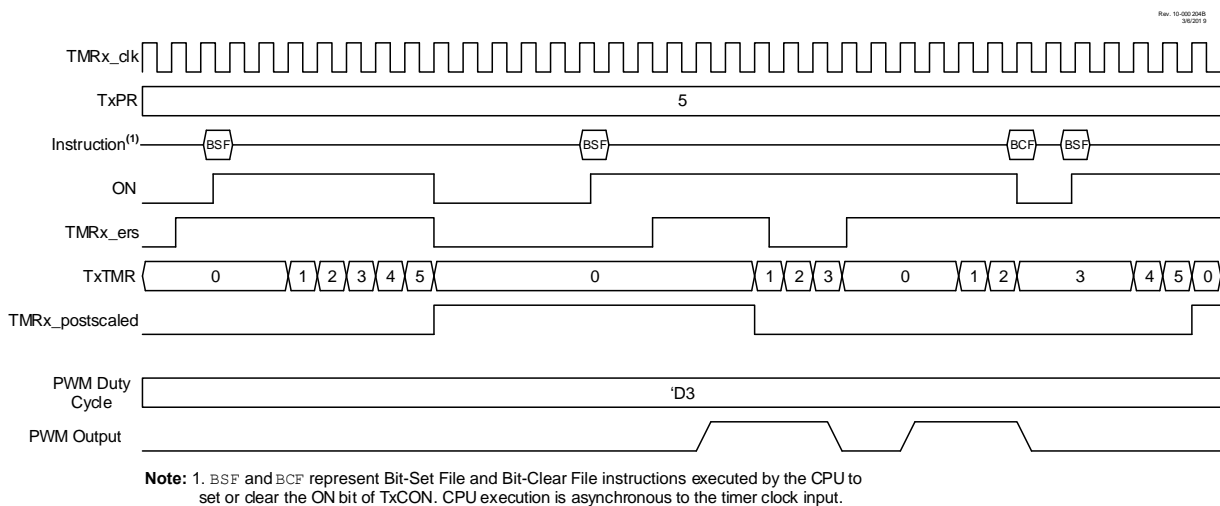 Rev. 10-000 204B
3/6/201 9
TMRx_clk
TxPR
5
Instruction(1)
BSF
BSF
BCF
BSF
ON
TMRx_ers
TxTMR
0
1
2
3
4
5
0
1
2
3
0
1
2
3
4
5
0
TMRx_postscaled
PWM Duty
Cycle
'D3
PWM Output
Note: 1. BSF and BCF represent Bit-Set File and Bit-Clear File instructions executed by the CPU to
set or clear the ON bit of TxCON. CPU execution is asynchronous to the timer clock input.